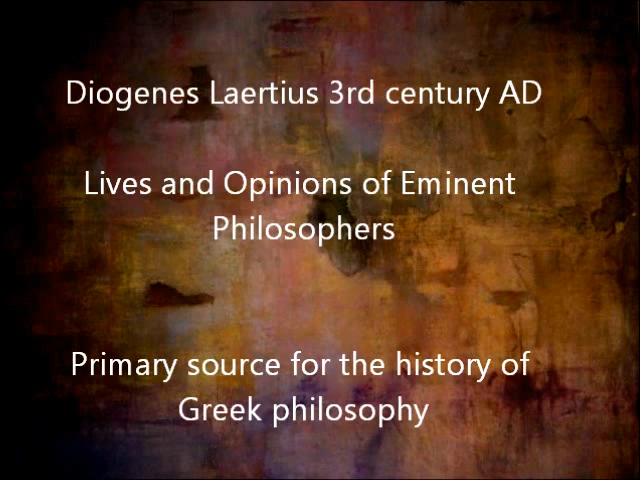 Diogenes Laertius 3rd century AD
Lives and Opinions of Eminent
Philosophers
Primary source for the history of
Greek philosophy